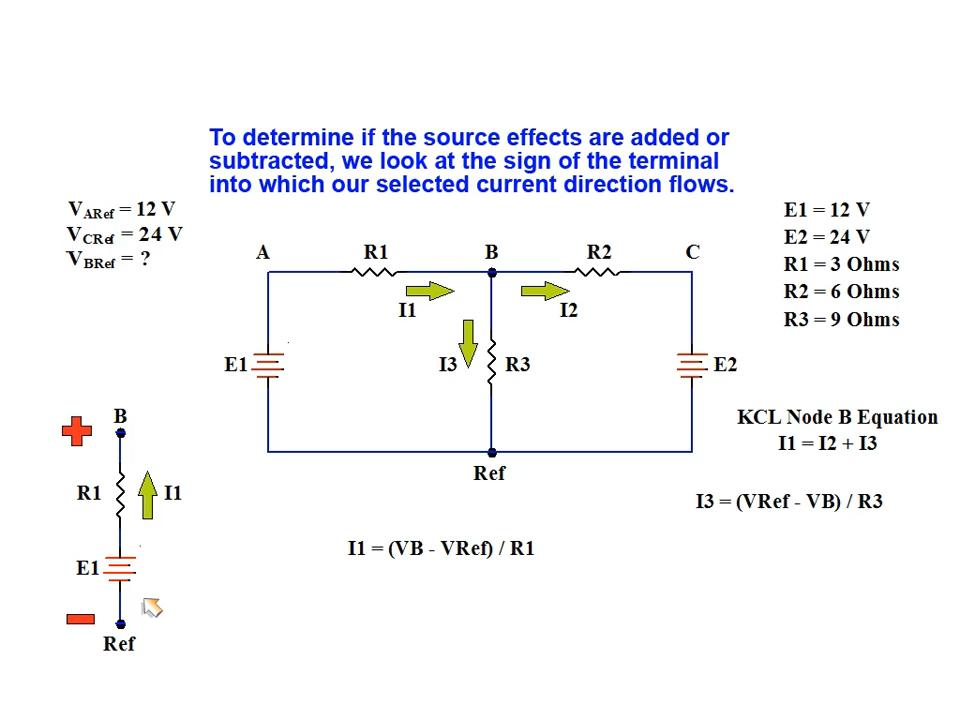 To determine if the source effects are added or
subtracted, we look at the sign of the terminal
into which our selected current direction flows.
VARef = 12 V
VCRef = 24 V
VBRef = ?
E1 = 12 V
E2 = 24 V
R1 = 3 Ohms
R2 = 6 Ohms
R3 = 9 Ohms
A R1 B R2 C
I1 I2
E1 I3 R3 E2
Ref
B
R1 I1
E1
Ref
KCL Node B Equation
I1 = I2 + I3
I3 = (VRef - VB) / R3
I1 = (VB - VRef) / R1